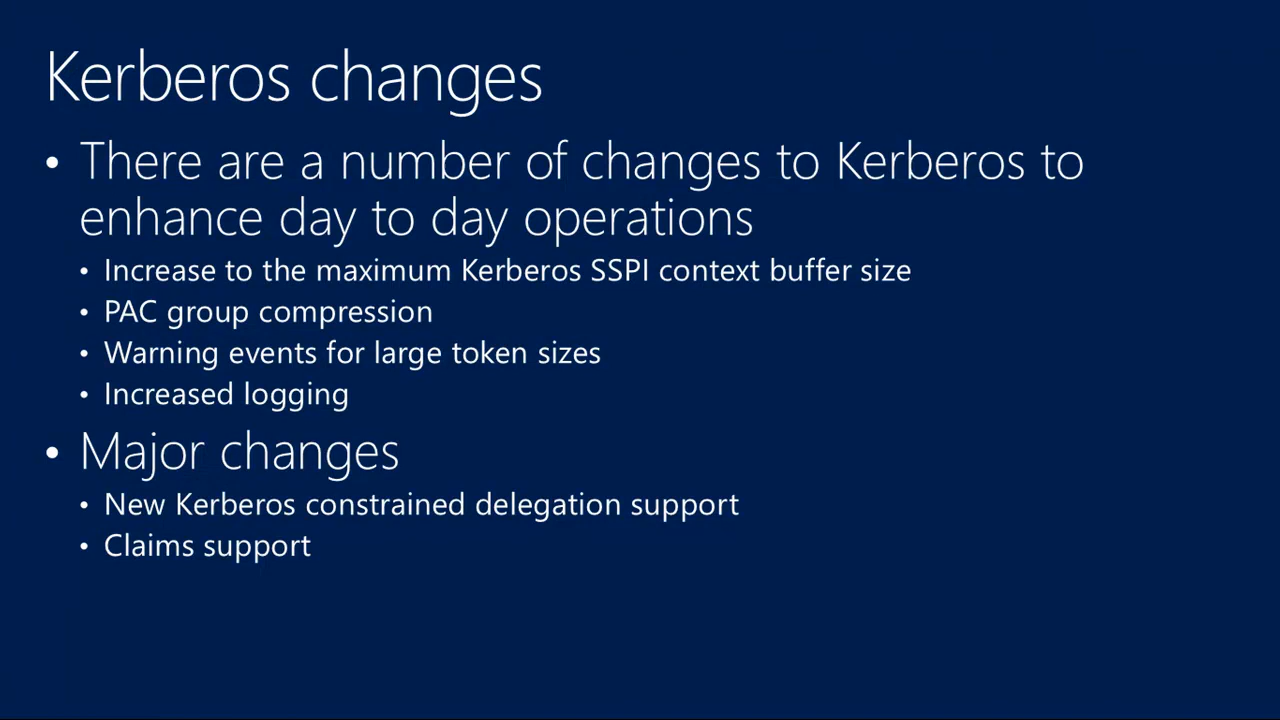 Kerberos changes
• There are a number of changes to Kerberos to
enhance day to day operations
• Increase to the maximum Kerberos SSPI context buffer size
• PAC group compression
• Warning events for large token sizes
• Increased logging
• Major changes
• New Kerberos constrained delegation support
• Claims support